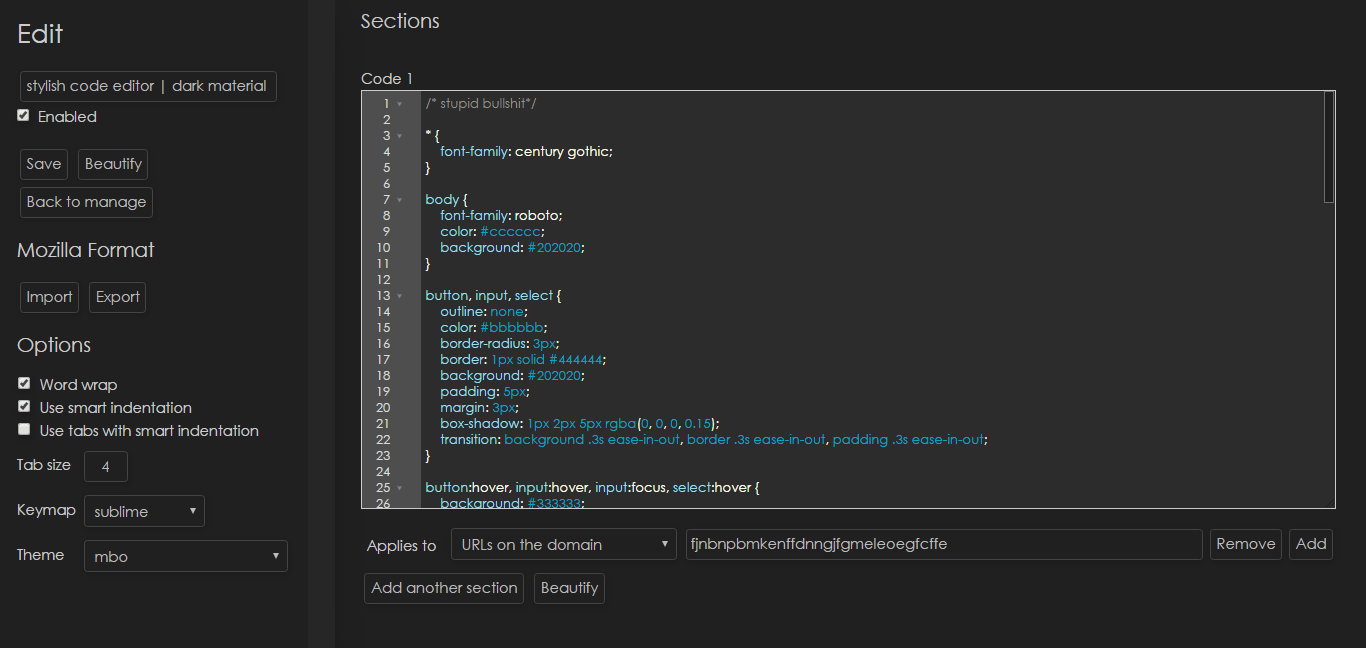 Edit
stylish code editor | dark material
Enabled
Save Beautify
Back to manage
Mozilla Format
Import Export
Options
Word wrap
Use smart indentation
Use tabs with smart indentation
Tab size 4
Keymap sublime
Theme mbo
Sections
Code 1
1 /* stupid bullshit*/
2
3 * {
4 font-family: century gothic;
5 }
6
7 body {
8 font-family: roboto;
9 color: #cccccc;
10 background: #202020;
11 }
12
13 button, input, select {
14 outline: none;
15 color: #bbbbbb;
16 border-radius: 3px;
17 border: 1px solid #444444;
18 background: #202020;
19 padding: 5px;
20 margin: 3px;
21 box-shadow: 1px 2px 5px rgba(0, 0, 0, 0.15);
22 transition: background .3s ease-in-out, border .3s ease-in-out, padding .3s ease-in-out;
23 }
24
25 button:hover, input:hover, input:focus, select:hover {
26 background: #333333;
Applies to URLs on the domain fjnbnpbmkenffdnngjfgmeleoegfcffe Remove Add
Add another section Beautify